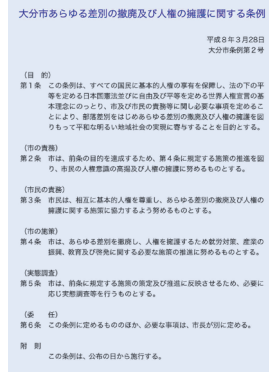 大分市あらゆる差別の撤廃及び人権の擁護に関する条例
平成８年３月28日
大分市条例第２号
（目　的）
第１条　この条例は、すべての国民に基本的人権の享有を保障し、法の下の平
等を定める日本国憲法並びに自由及び平等を定める世界人権宣言の基
本理念にのっとり、市及び市民の責務等に関し必要な事項を定めるこ
とにより、部落差別をはじめあらゆる差別の撤廃及び人権の擁護を図
りもって平和な明るい地域社会の実現に寄与することを目的とする。
（市の責務）
第２条　市は、前条の目的を達成するため、第４条に規定する施策の推進を図
り、市民の人権意識の高揚及び人権の擁護に努めるものとする。
（市民の責務）
第３条　市民は、相互に基本的人権を尊重し、あらゆる差別の撤廃及び人権の
擁護に関する施策に協力するよう努めるものとする。
（市の施策）
第４条　市は、あらゆる差別を撤廃し、人権を擁護するため就労対策、産業の
振興、教育及び啓発に関する必要な施策の推進に努めるものとする。
（実態調査）
第５条　市は、前条に規定する施策の策定及び推進に反映させるため、必要に
応じ実態調査等を行うものとする。
（委　　任）
第６条　この条例に定めるもののほか、必要な事項は、市長が別に定める。
附　則
この条例は、公布の日から施行する。